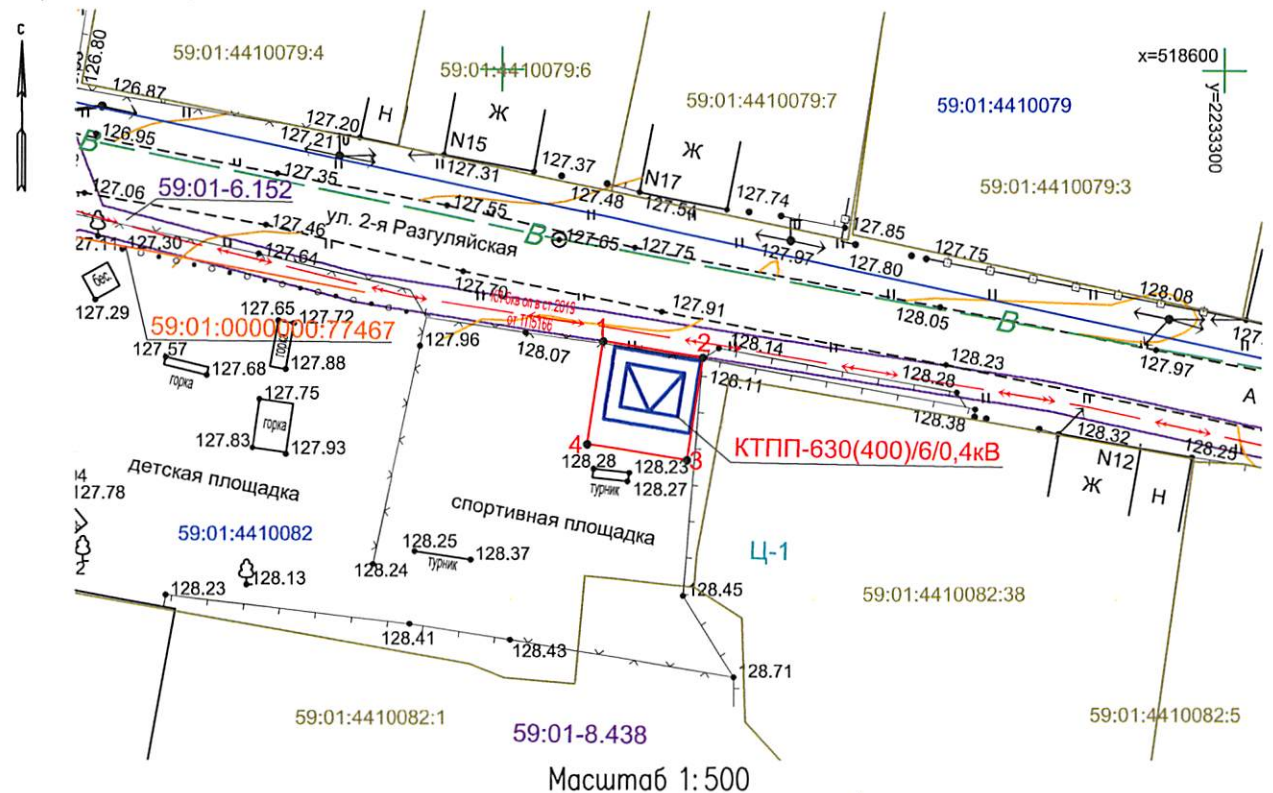 с
126.80
59:01:4410079:4
59:01:4410079:6
59:01:4410079:7
59:01:4410079
x=518600
y=2233300
59:01:4410079:3
126.87
127.20
Н
Ж
Ж
127.21
N15
127.31
127.37
127.48
N17
127.54
127.74
127.85
127.75
126.95
В
127.35
127.97
127.80
128.08
127.06
59:01-6.152
127.55
127.46
ул. 2-я Разгуляйская
В
127.65
127.75
127.30
127.64
127.70
127.91
128.05
В
бес.
127.29
127.65
127.72
от ТП5166
59:01:0000000:77467
127.96
128.07
1
2
128.14
128.23
127.97
127.57
127.68
горка
гор
127.88
128.28
А
127.75
128.38
128.32
128.25
горка
127.83
127.93
4
3
КТПП-630(400)/6/0,4кВ
N12
Ж
Н
128.28
128.23
турник
128.27
детская площадка
127.78
спортивная площадка
59:01:4410082
128.25
128.37
турник
Ц-1
128.24
128.13
128.23
128.45
59:01:4410082:38
128.41
128.43
128.71
59:01:4410082:1
59:01-8.438
59:01:4410082:5
Масштаб 1:500